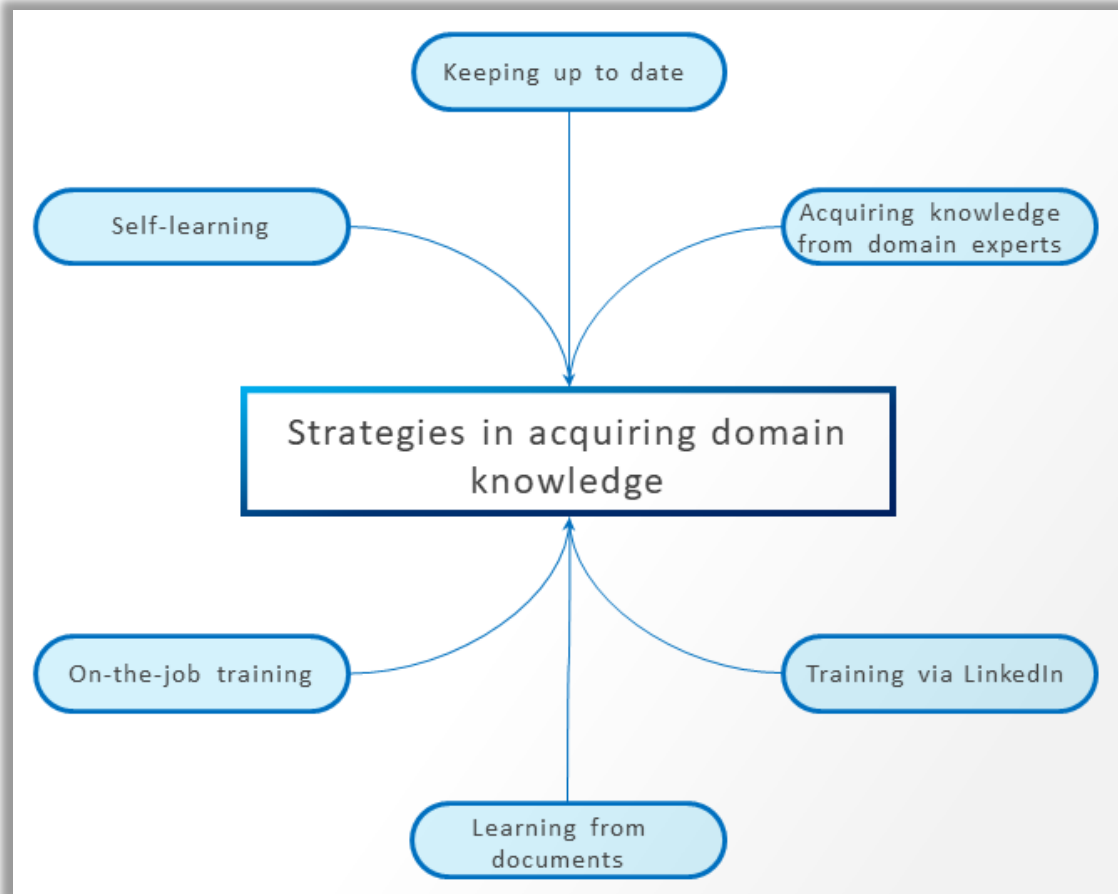 Keeping up to date
Self-learning
Acquiring knowledge
from domain experts
Strategies in acquiring domain
knowledge
On-the-job training
Training via LinkedIn
Learning from
documents